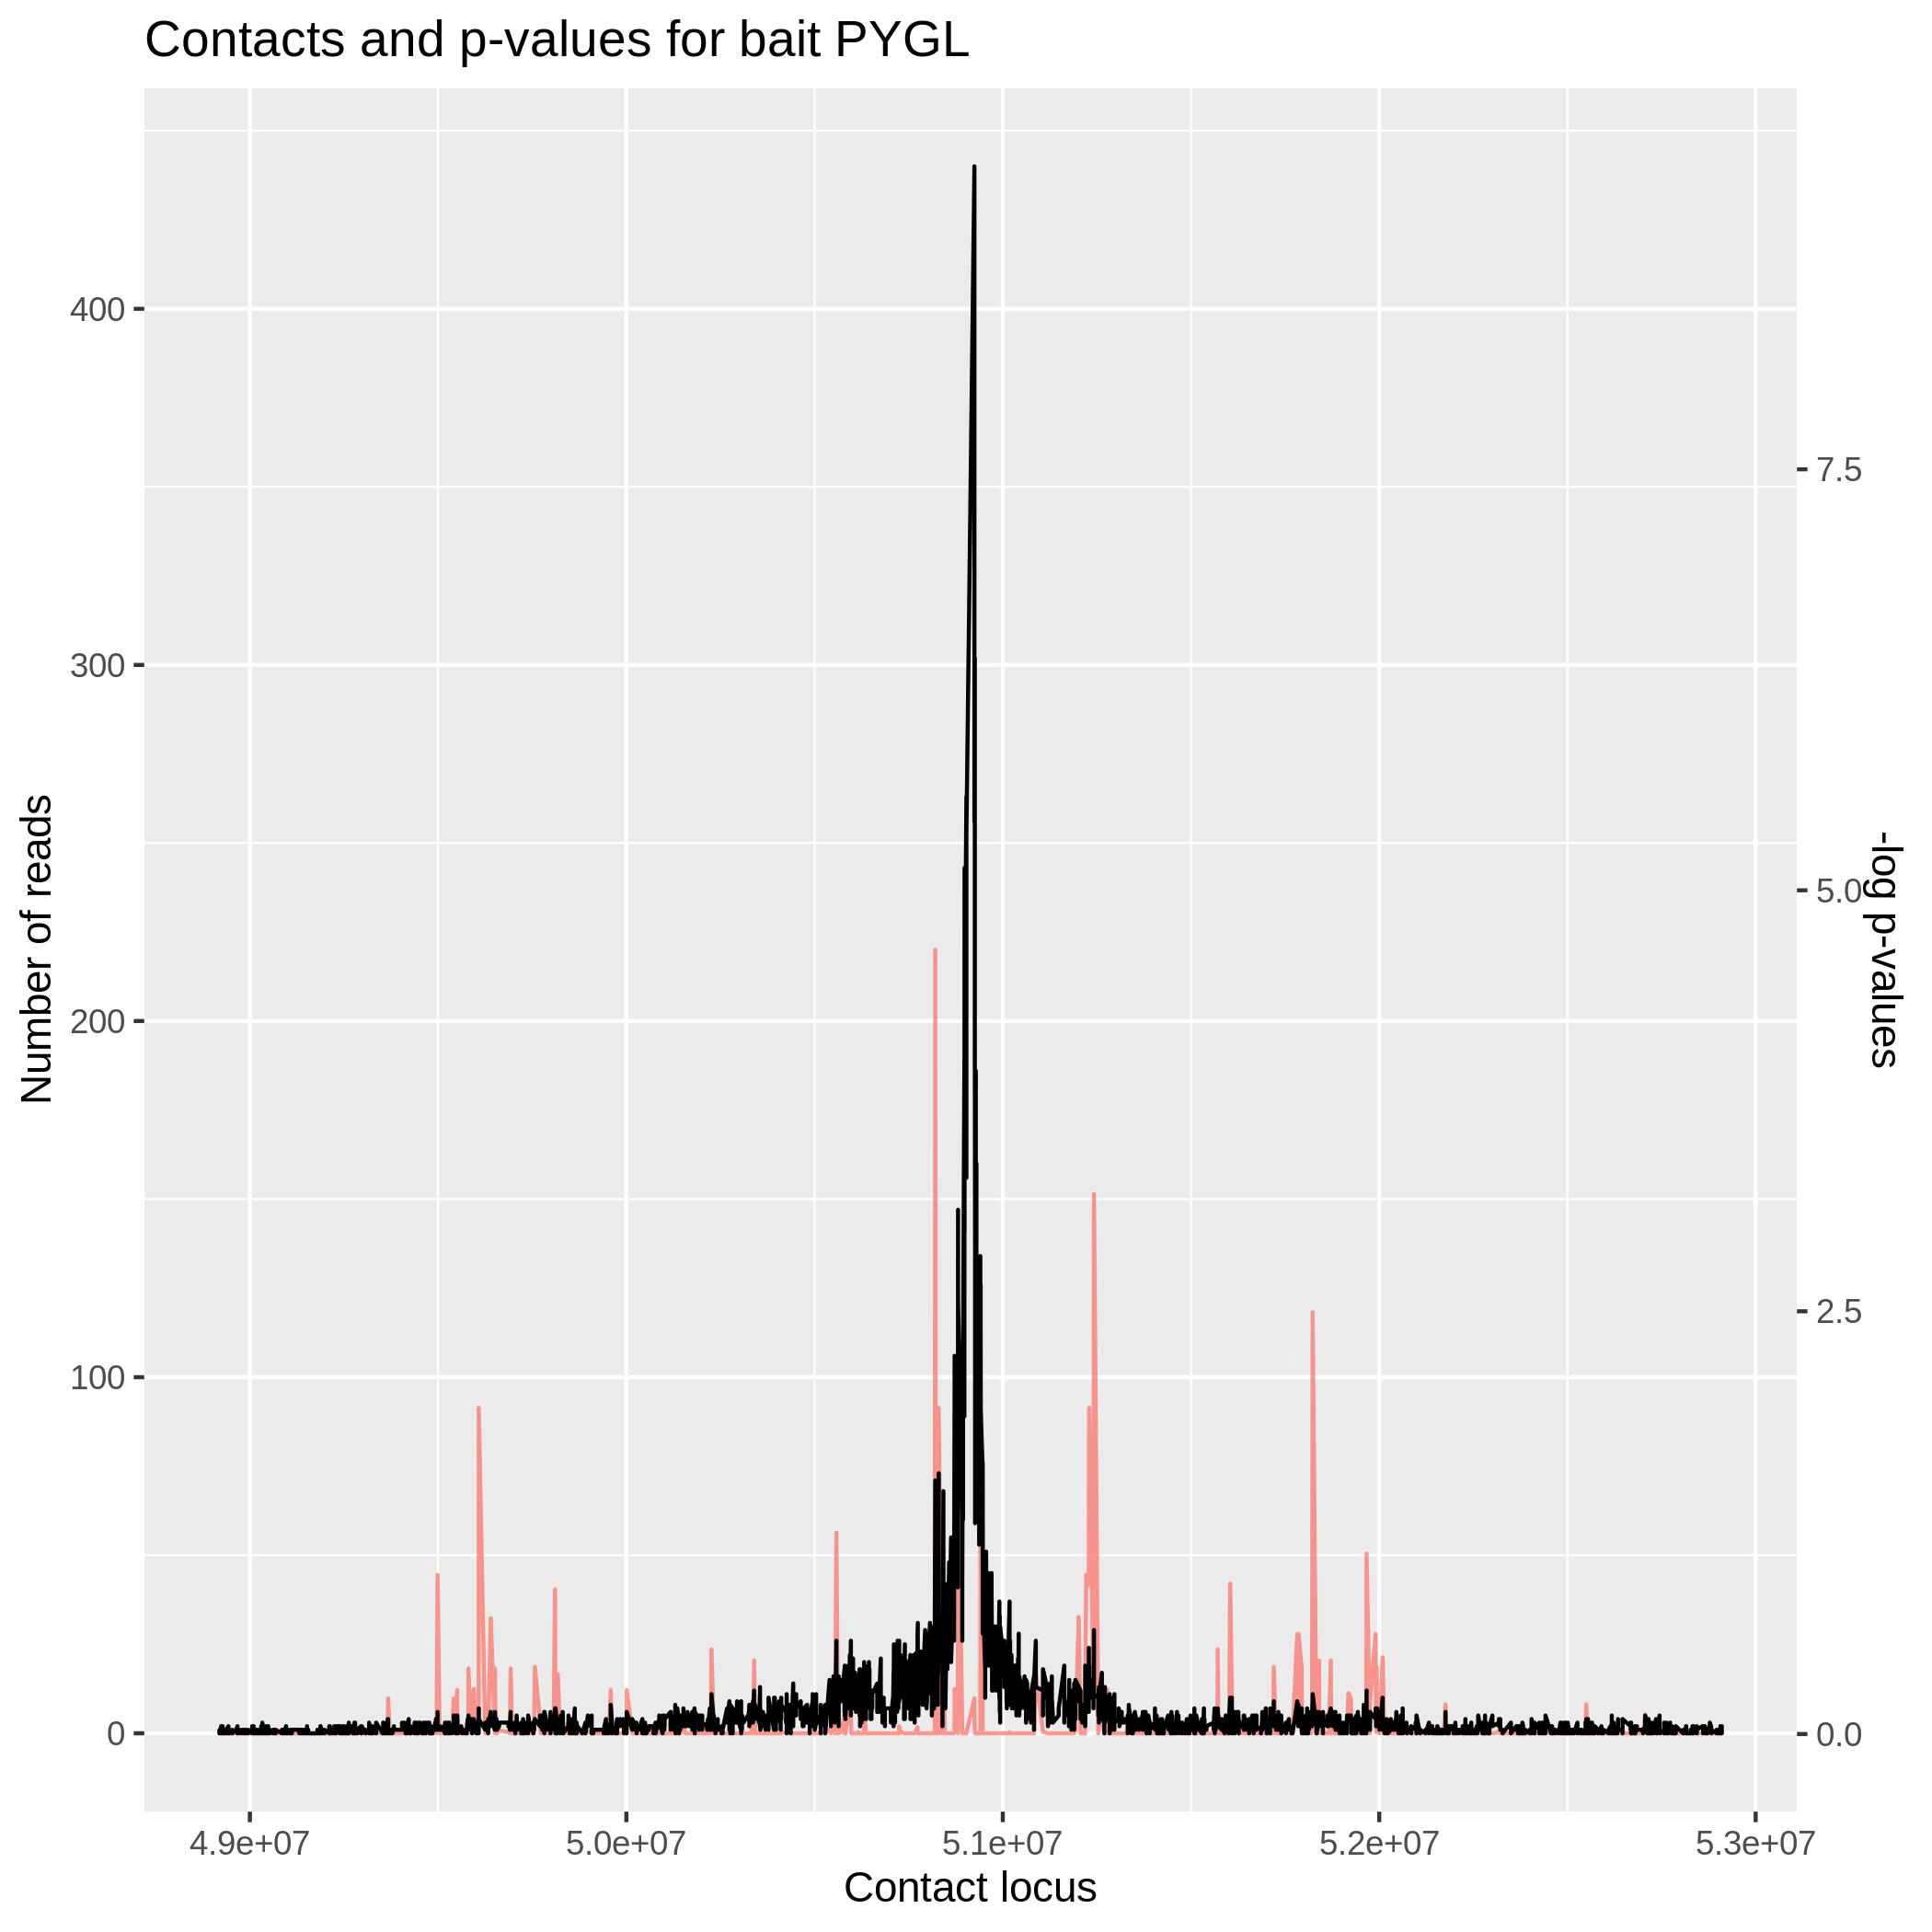 Contacts and p-values for bait PYGL
400
300
200
100
0
Number of reads
7.5
5.0
2.5
0.0
-log p-values
4.9e+07
5.0e+07
5.1e+07
5.2e+07
5.3e+07
Contact locus